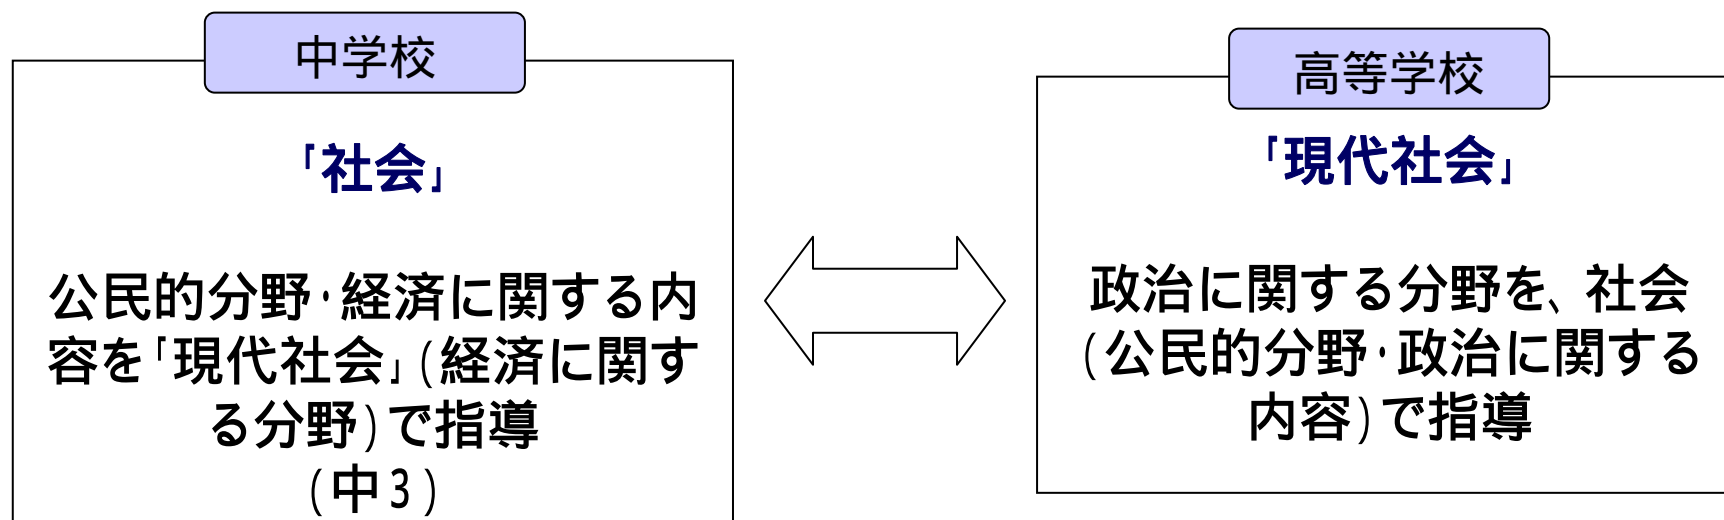 中学校
「社会」
公民的分野・経済に関する内
容を「現代社会」(経済に関す
る分野)で指導
(中3)
高等学校
「現代社会」
政治に関する分野を、社会
(公民的分野・政治に関する
内容)で指導